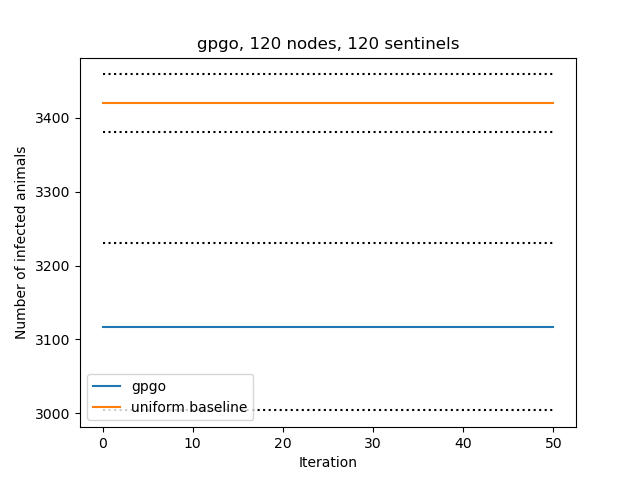 gpgo, 120 nodes, 120 sentinels
Number of infected animals
3400
3300
3200
3100
3000
gpgo
uniform baseline
0 10 20 30 40 50
Iteration